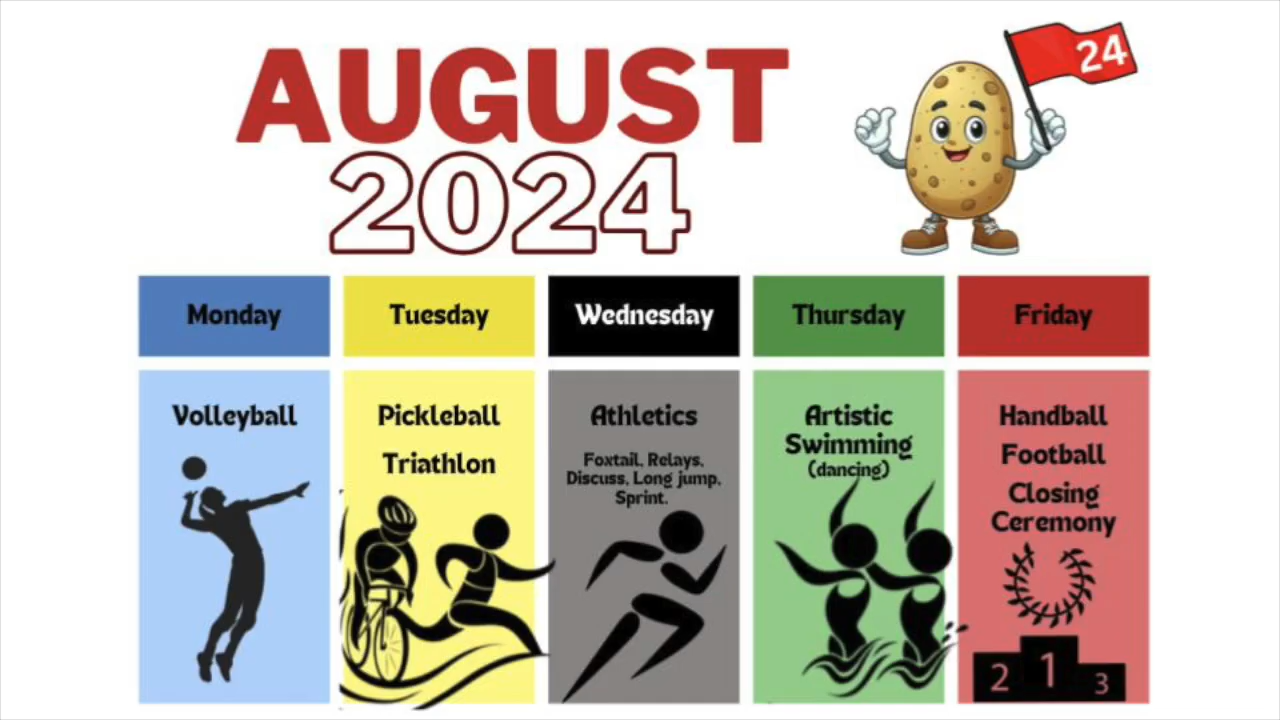 AUGUST
2024
24
Monday
Tuesday
Wednesday
Thursday
Friday
Volleyball
Pickleball
Triathlon
Athletics
Foxtail, Relays,
Discuss, Long jump,
Sprint.
Artistic
Swimming
(dancing)
Handball
Football
Closing
Ceremony
2 1 3